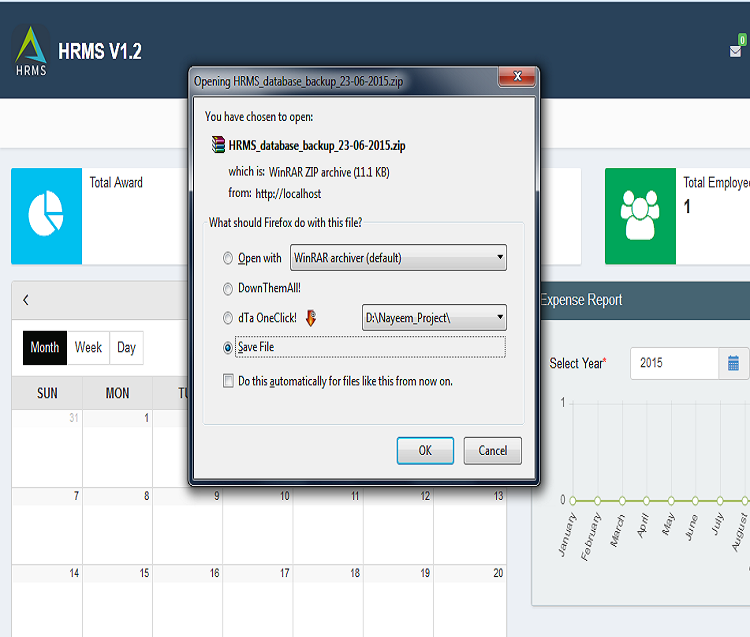 HRMS
HRMS V1.2
0
Opening HRMS_database_backup_23-06-2015.zip
X
You have chosen to open:
HRMS_database_backup_23-06-2015.zip
which is: WinRAR ZIP archive (11.1 KB)
from: http://localhost
What should Firefox do with this file?
Open with WinRAR archiver (default)
DownThemAll!
dTa OneClick! D:\Nayeem_Project\
Save File
Do this automatically for files like this from now on.
OK Cancel
Total Award
Total Employee
1
Month Week Day
SUN MON TU
31 1
7 8 9 10 11 12 13
14 15 16 17 18 19 20
Expense Report
Select Year* 2015
1
0
January February March April May June July August